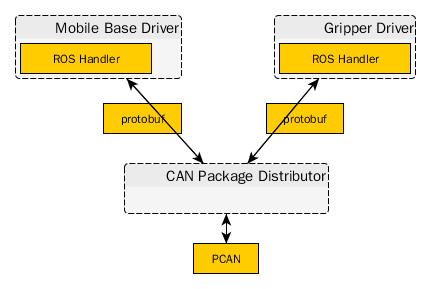 Mobile Base Driver
Gripper Driver
ROS Handler
ROS Handler
protobuf
protobuf
CAN Package Distributor
PCAN